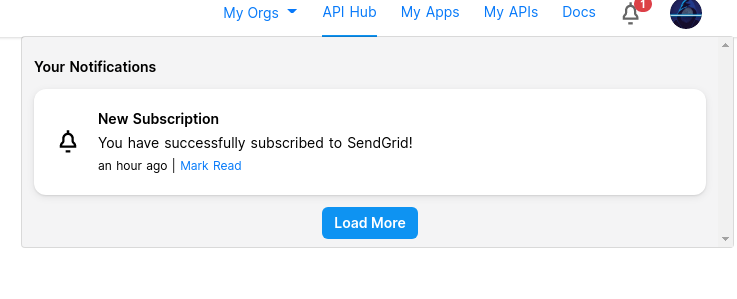 My Orgs API Hub My Apps My APIs Docs 1
Your Notifications
New Subscription
You have successfully subscribed to SendGrid!
an hour ago | Mark Read
Load More